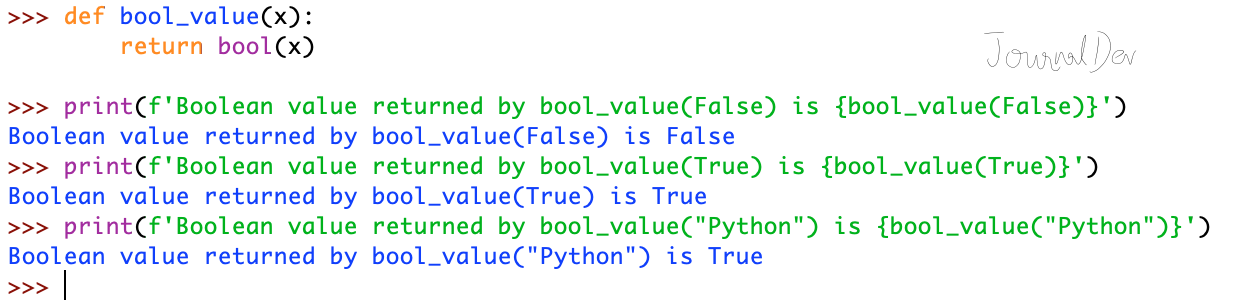 >>> def bool_value(x):
        return bool(x)
JournalDev
>>> print(f'Boolean value returned by bool_value(False) is {bool_value(False)}')
Boolean value returned by bool_value(False) is False
>>> print(f'Boolean value returned by bool_value(True) is {bool_value(True)}')
Boolean value returned by bool_value(True) is True
>>> print(f'Boolean value returned by bool_value("Python") is {bool_value("Python")}')
Boolean value returned by bool_value("Python") is True
>>>